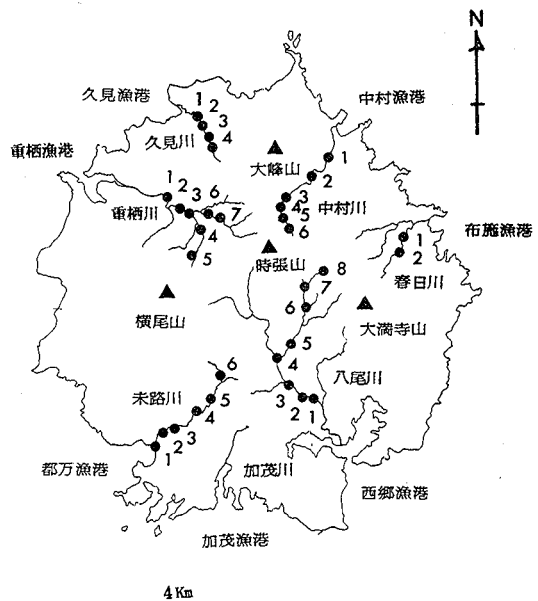 N
久見漁港
1
2
3
4
久見川
中村漁港
重栖漁港
大峰山
1
2
3
4
5
6
中村川
1
2
3
6
7
4
5
重栖川
布施漁港
1
2
春日川
時張山
8
7
6
5
4
3
2
1
横尾山
大満寺山
八尾川
未路川
6
5
4
3
2
1
都万漁港
加茂川
西郷漁港
加茂漁港
4Km